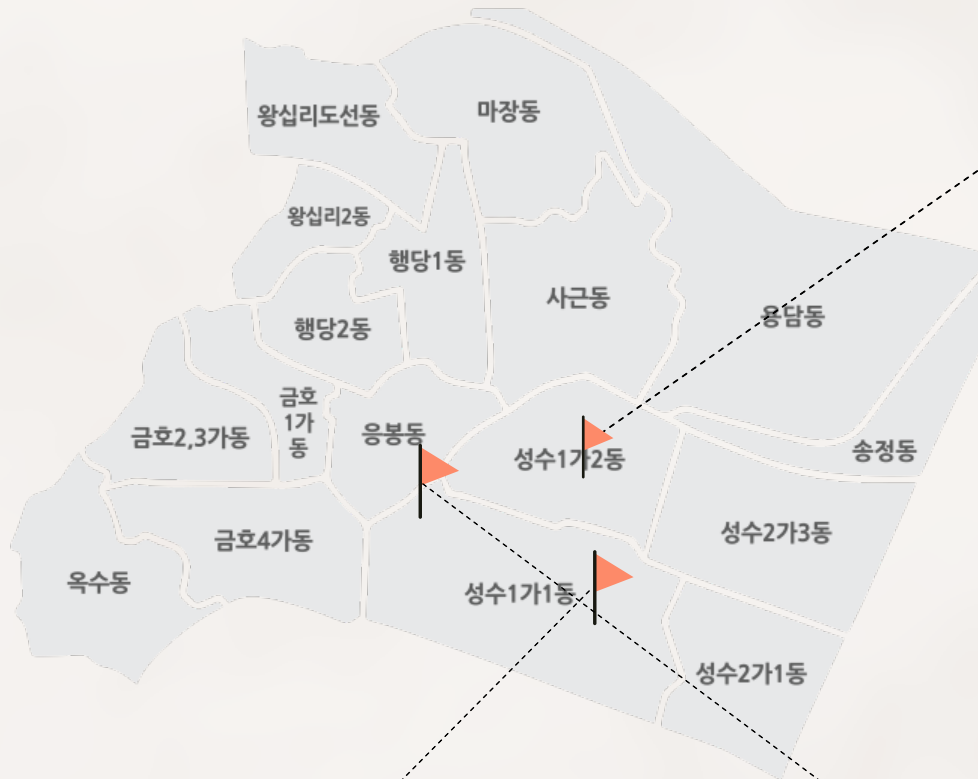 마장동
왕십리도선동
왕십리2동
행당1동
사근동
용담동
행당2동
금호
1가
동
금호2,3가동
응봉동
송정동
성수1가2동
성수2가3동
금호4가동
옥수동
성수1가1동
성수2가1동